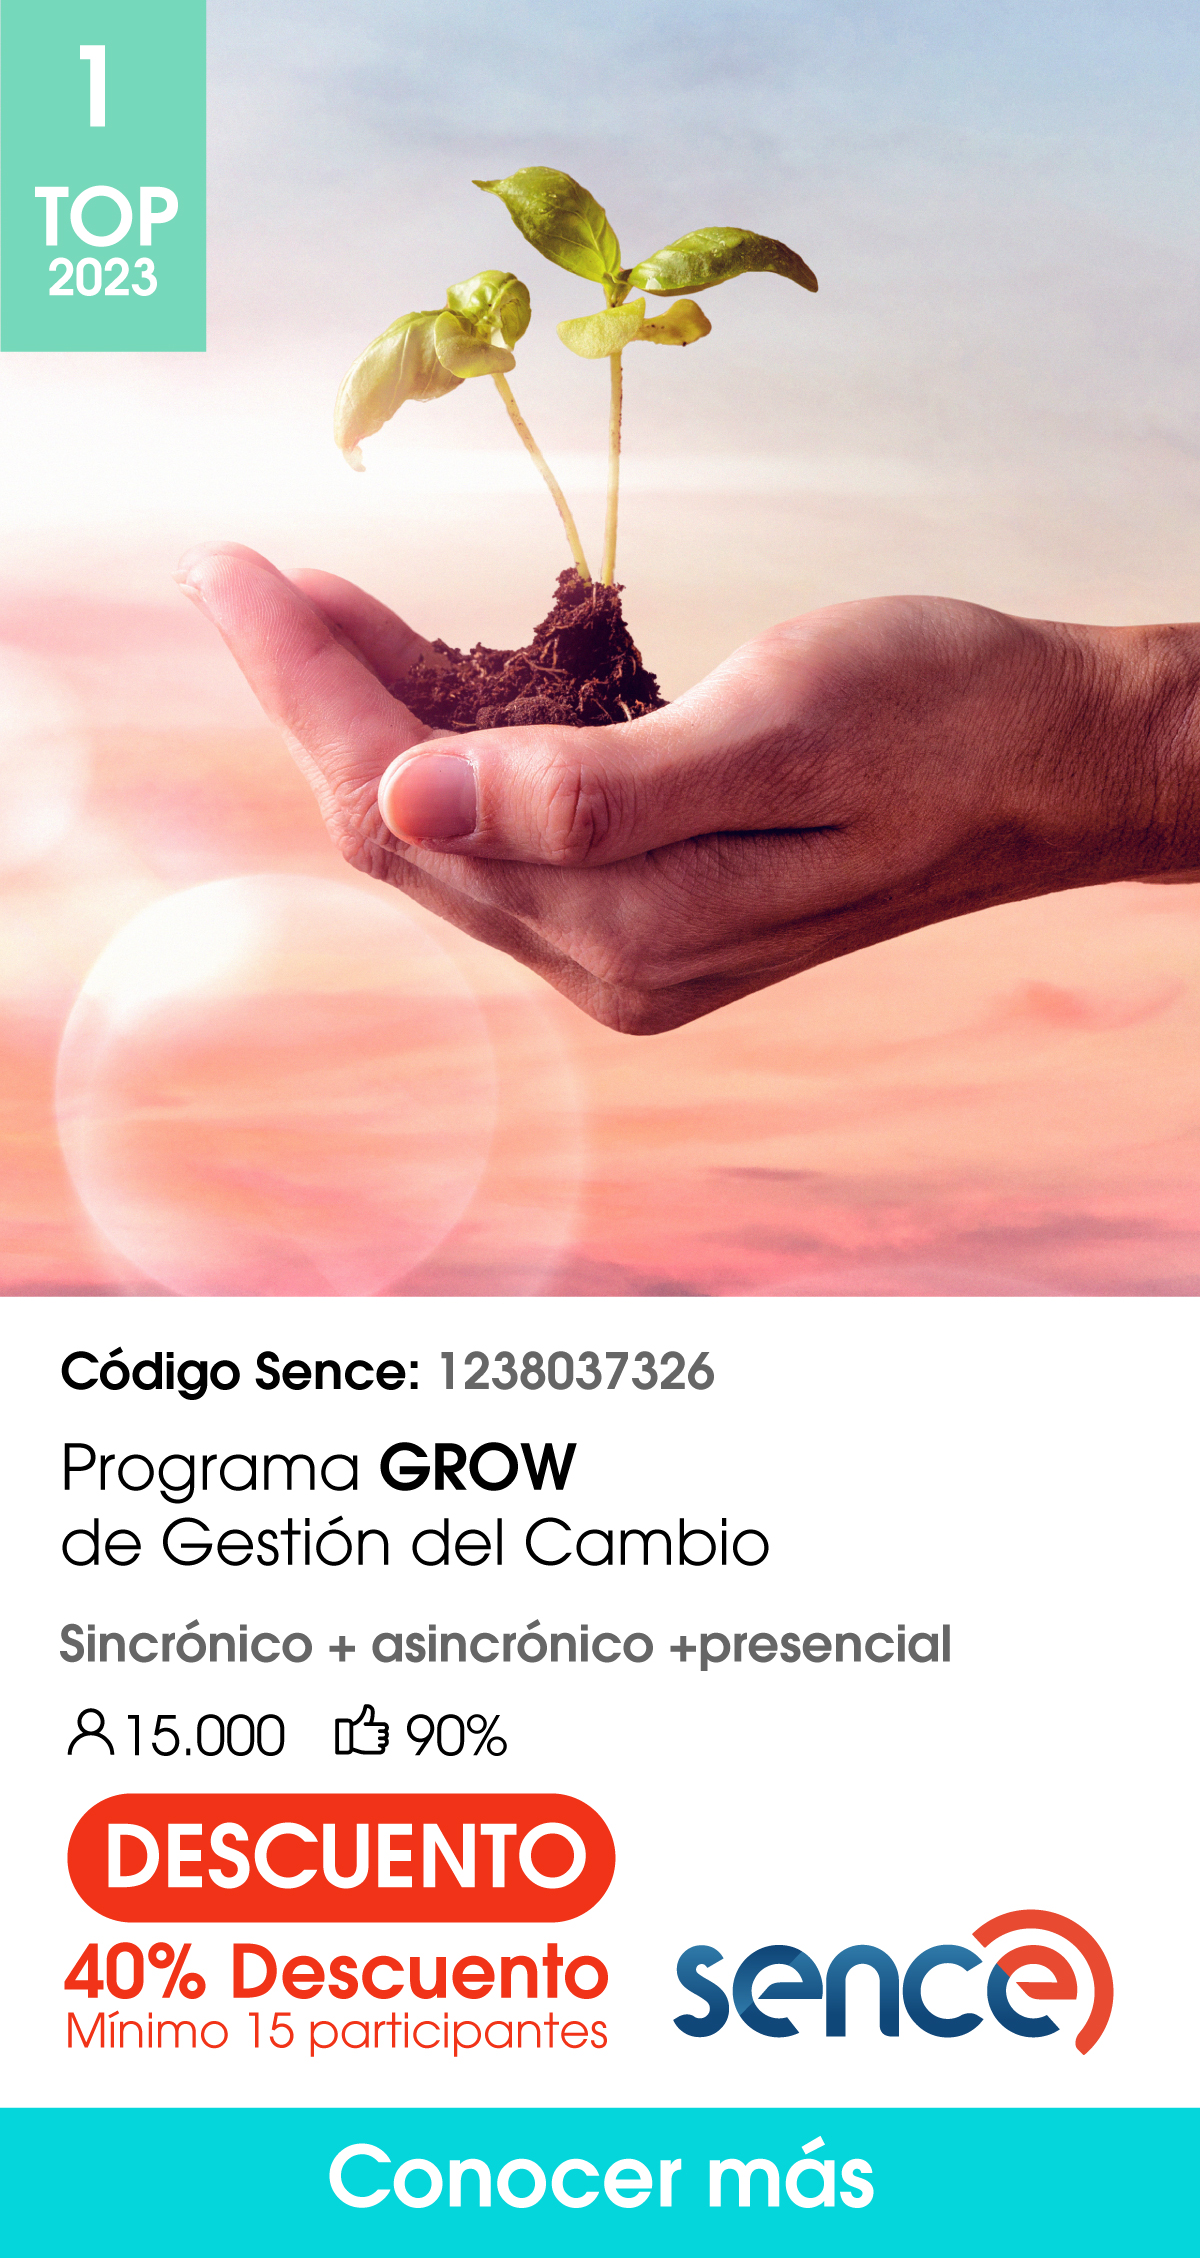 1
TOP
2023
Código Sence: 1238037326
Programa GROW
de Gestión del Cambio
Sincrónico + asincrónico +presencial
15.000 90%
DESCUENTO
40% Descuento
Mínimo 15 participantes
sence
Conocer más